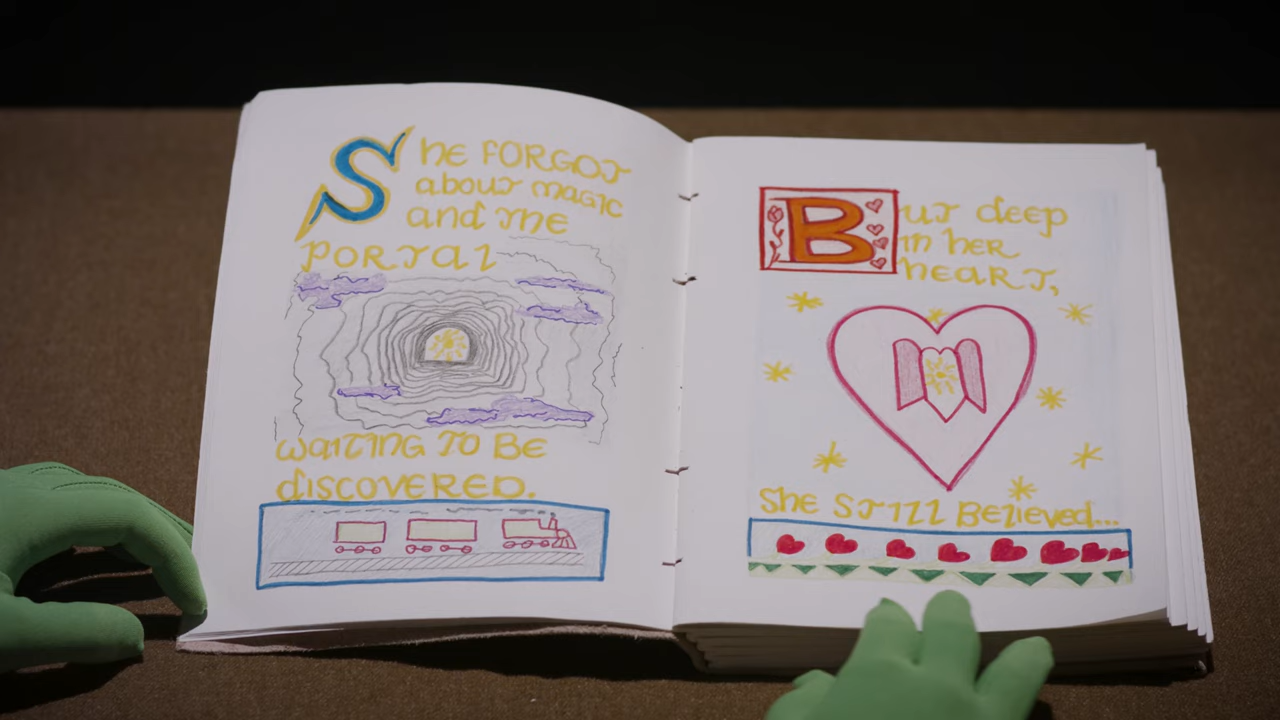 She FORGOT
about magic
and the
PORTAL
waiting to be
discovered.
But deep
in her
heart,
She still believed...